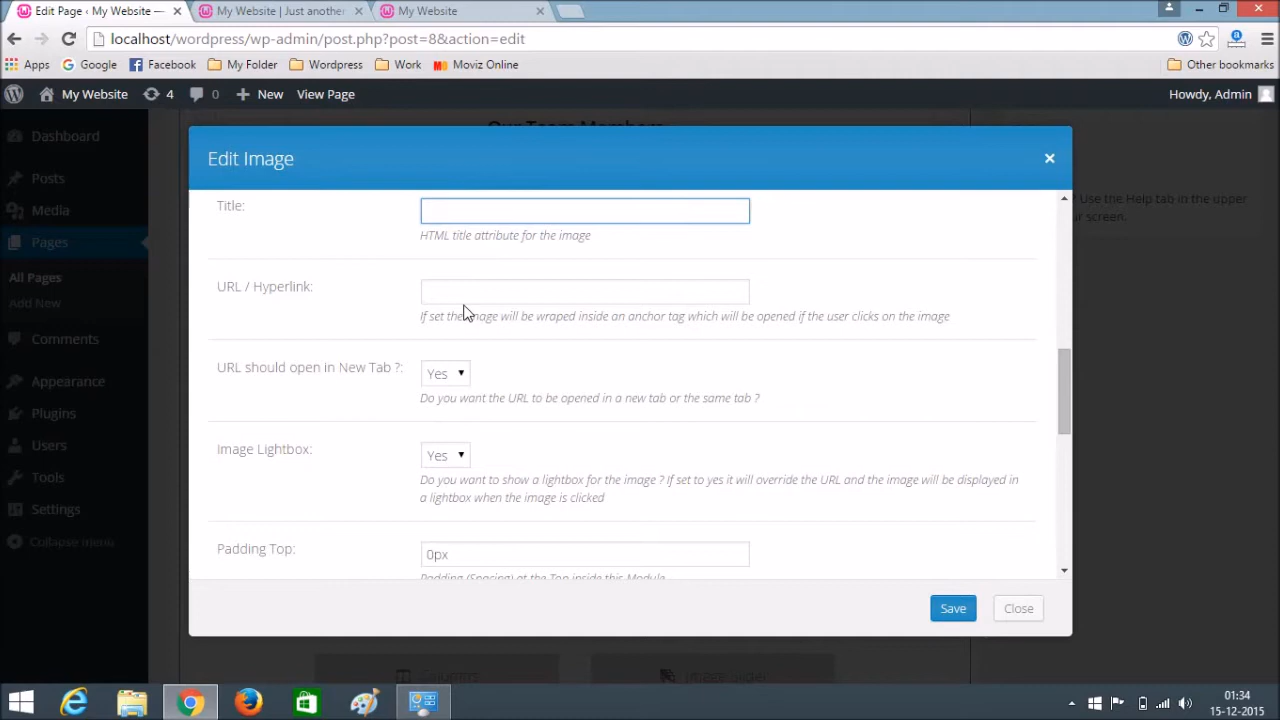 Edit Page ‹ My Website —
My Website | Just another
My Website
localhost/wordpress/wp-admin/post.php?post=8&action=edit
Apps
Google
Facebook
My Folder
Wordpress
Work
Moviz Online
Other bookmarks
My Website
4
0
New
View Page
Howdy, Admin
Dashboard
Posts
Media
Pages
All Pages
Add New
Comments
Appearance
Plugins
Users
Tools
Settings
Collapse menu
Our Team Members
Use the Help tab in the upper
ur screen.
Edit Image
Title:
HTML title attribute for the image
URL / Hyperlink:
If set the image will be wraped inside an anchor tag which will be opened if the user clicks on the image
URL should open in New Tab ?:
Yes
Do you want the URL to be opened in a new tab or the same tab ?
Image Lightbox:
Yes
Do you want to show a lightbox for the image ? If set to yes it will override the URL and the image will be displayed in
a lightbox when the image is clicked
Padding Top:
0px
Padding (Spacing) at the Top inside this Module
Save
Close
01:34
15-12-2015